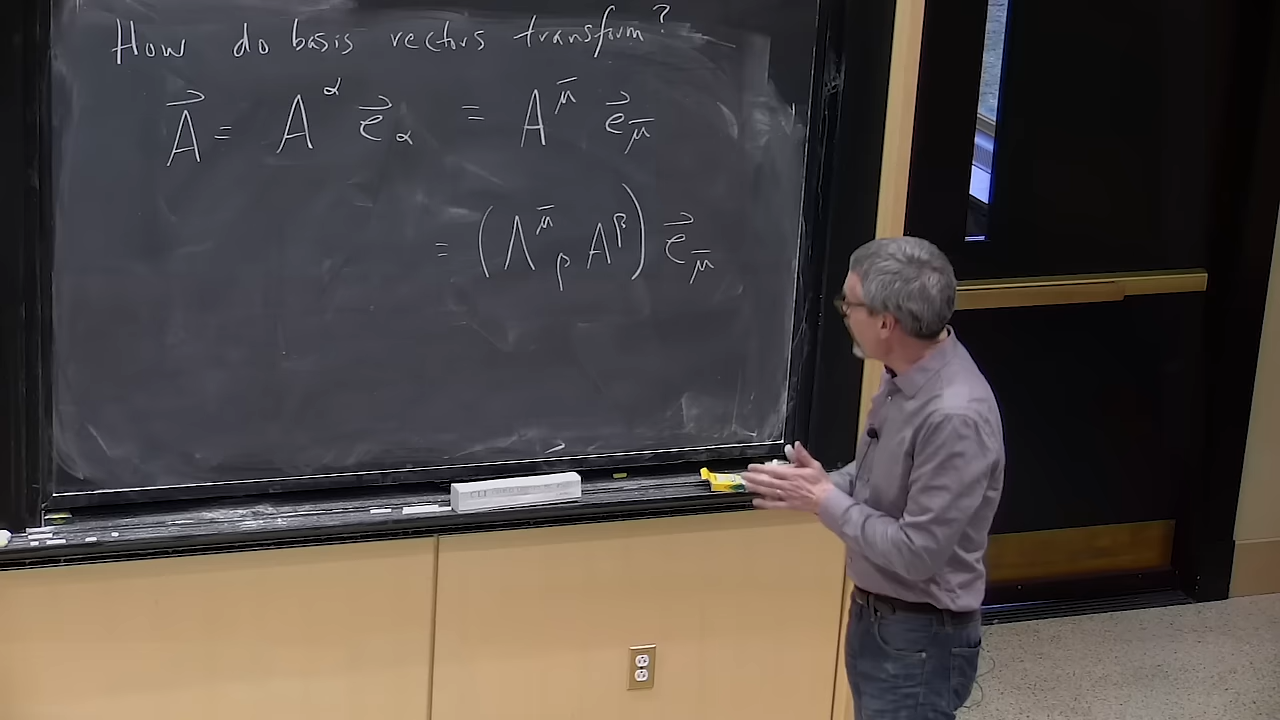 How do basis vectors transform?
A⃗ = A^α e⃗_α = A^μ̄ e⃗_μ̄
= (Λ^μ̄_β A^β) e⃗_μ̄